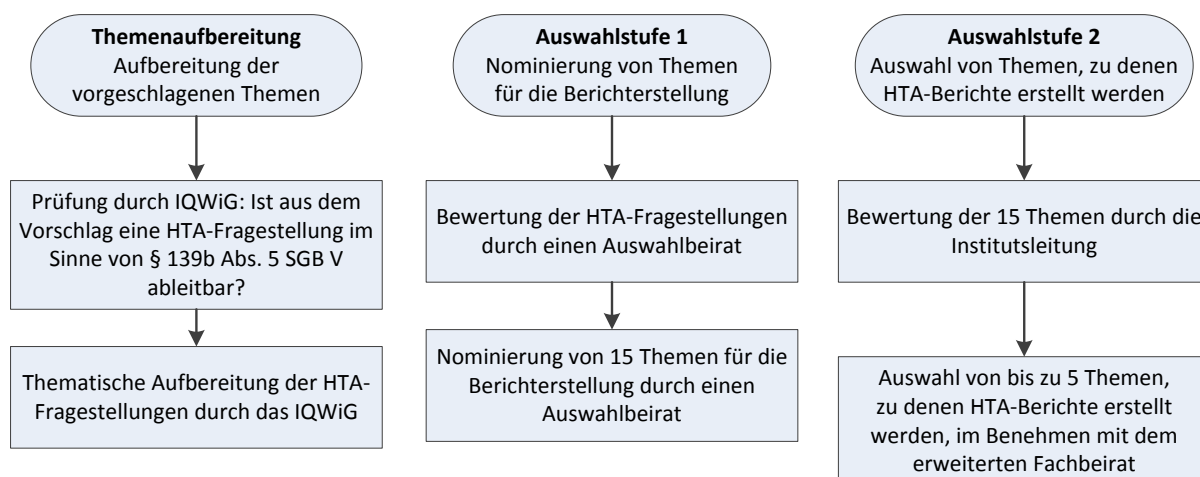 Themenaufbereitung
Aufbereitung der
vorgeschlagenen Themen
Prüfung durch IQWiG: Ist aus dem
Vorschlag eine HTA-Fragestellung im
Sinne von § 139b Abs. 5 SGB V
ableitbar?
Thematische Aufbereitung der HTA-
Fragestellungen durch das IQWiG
Auswahlstufe 1
Nominierung von Themen
für die Berichterstellung
Bewertung der HTA-Fragestellungen
durch einen Auswahlbeirat
Nominierung von 15 Themen für die
Berichterstellung durch einen
Auswahlbeirat
Auswahlstufe 2
Auswahl von Themen, zu denen
HTA-Berichte erstellt werden
Bewertung der 15 Themen durch die
Institutsleitung
Auswahl von bis zu 5 Themen,
zu denen HTA-Berichte erstellt
werden, im Benehmen mit dem
erweiterten Fachbeirat